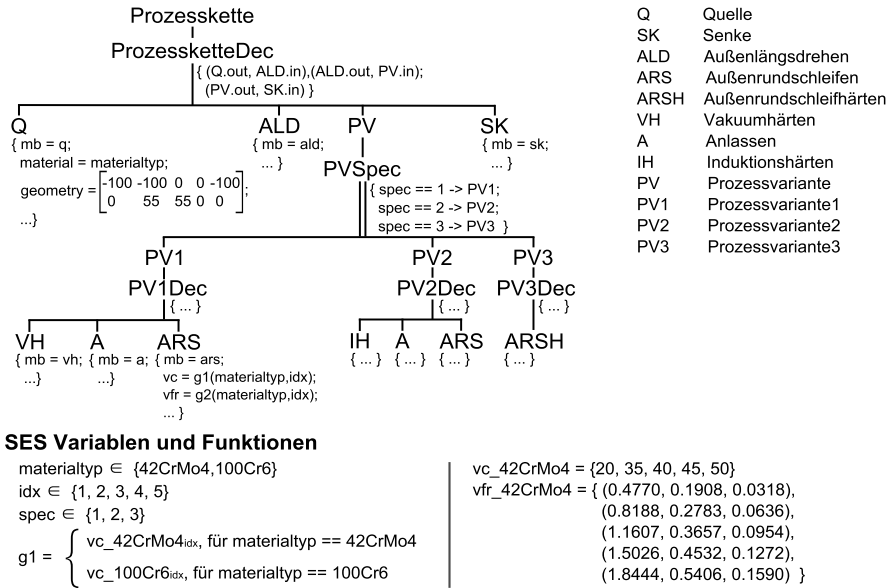 Prozesskette
ProzessketteDec
{ (Q.out, ALD.in),(ALD.out, PV.in);
(PV.out, SK.in) }
Q
{ mb = q;
material = materialtyp;
geometry = [-100 -100 0 0 -100
0 55 55 0 0];
...}
ALD
{ mb = ald;
... }
PV
PVSpec
{ spec == 1 -> PV1;
spec == 2 -> PV2;
spec == 3 -> PV3 }
SK
{ mb = sk;
... }
PV1
PV1Dec
{ ... }
PV2
PV2Dec
{ ... }
PV3
PV3Dec
{ ... }
VH
{ mb = vh;
...}
A
{ mb = a;
...}
ARS
{ mb = ars;
vc = g1(materialtyp,idx);
vfr = g2(materialtyp,idx);
... }
IH
{ ... }
A
{ ... }
ARS
{ ... }
ARSH
{ ... }
Q Quelle
SK Senke
ALD Außenlängsdrehen
ARS Außenrundschleifen
ARSH Außenrundschleifhärten
VH Vakuumhärten
A Anlassen
IH Induktionshärten
PV Prozessvariante
PV1 Prozessvariante1
PV2 Prozessvariante2
PV3 Prozessvariante3
SES Variablen und Funktionen
materialtyp ∈ {42CrMo4,100Cr6}
idx ∈ {1, 2, 3, 4, 5}
spec ∈ {1, 2, 3}
g1 = {
vc_42CrMo4idx, für materialtyp == 42CrMo4
vc_100Cr6idx, für materialtyp == 100Cr6
vc_42CrMo4 = {20, 35, 40, 45, 50}
vfr_42CrMo4 = { (0.4770, 0.1908, 0.0318),
(0.8188, 0.2783, 0.0636),
(1.1607, 0.3657, 0.0954),
(1.5026, 0.4532, 0.1272),
(1.8444, 0.5406, 0.1590) }